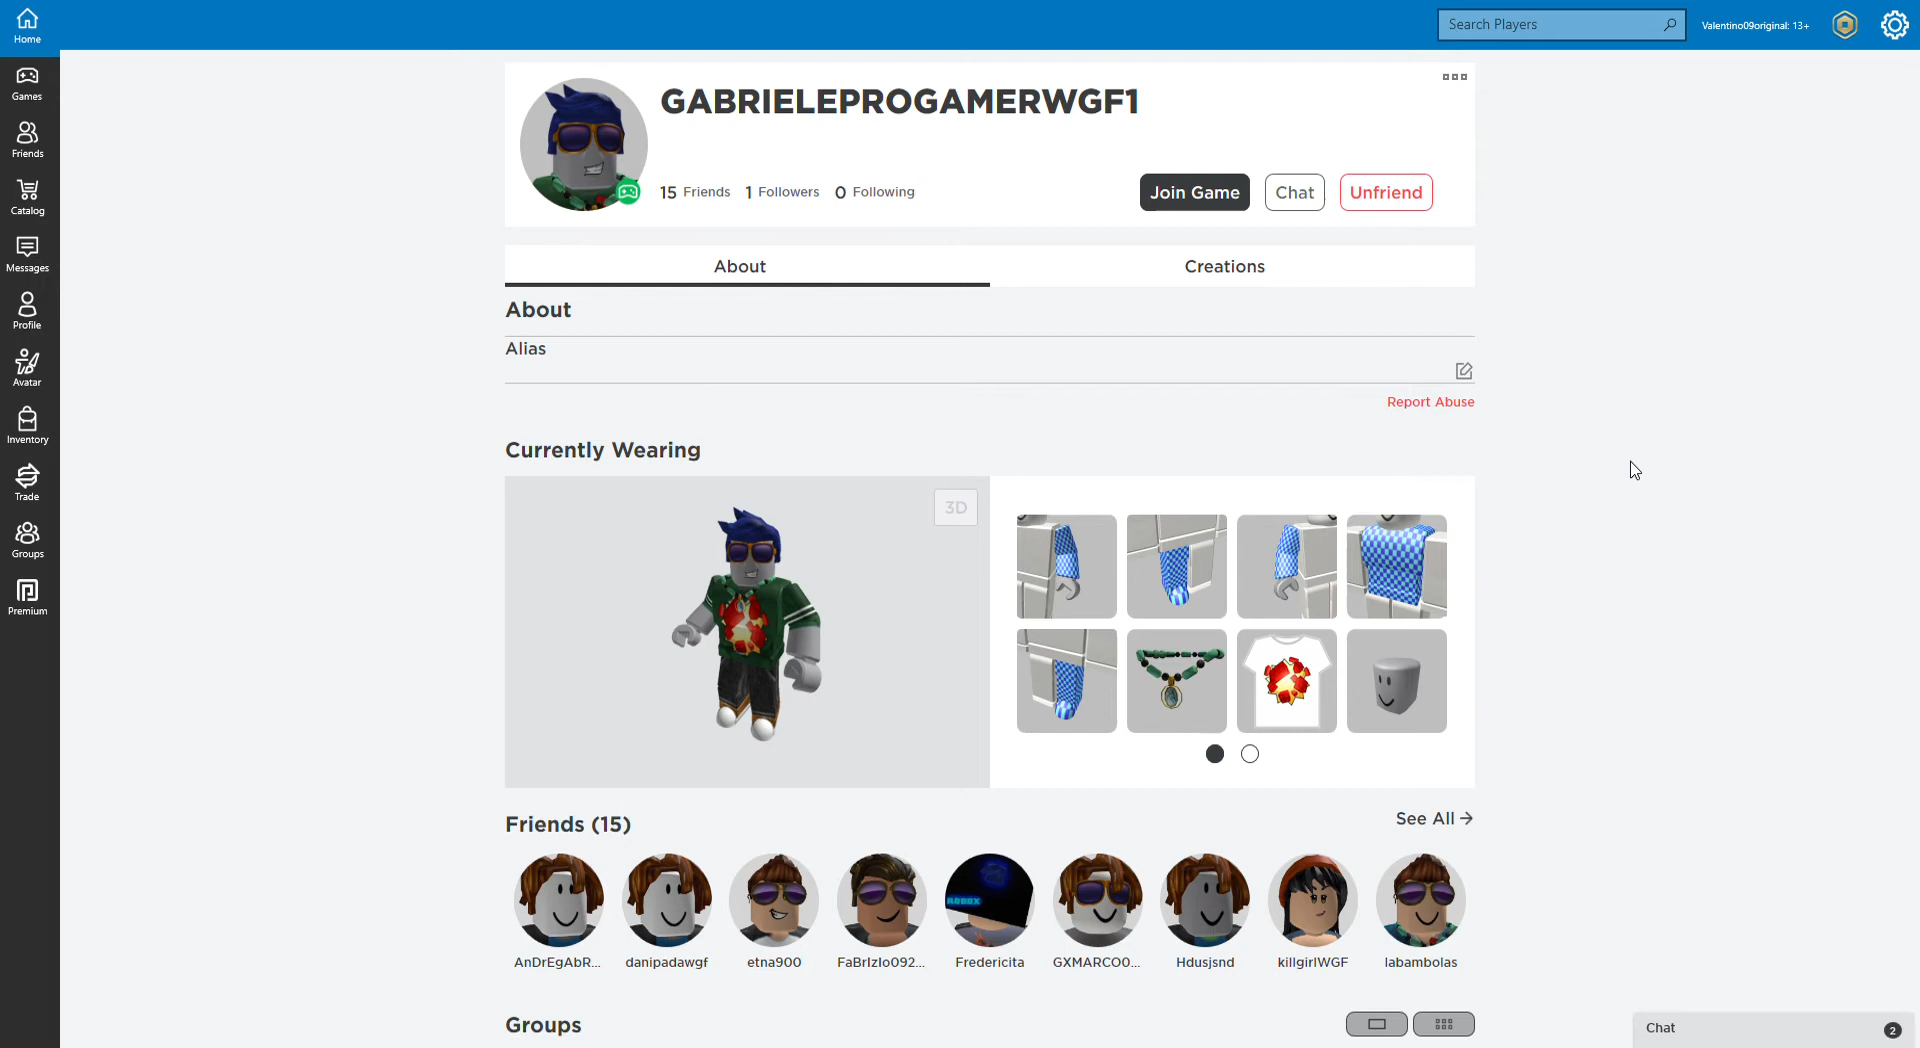 Home
Search Players
Valentino09original: 13+
Games
Friends
Catalog
Messages
Profile
Avatar
Inventory
Trade
Groups
Premium
GABRIELEPROGAMERWGF1
15 Friends 1 Followers 0 Following
Join Game
Chat
Unfriend
About
Creations
About
Alias
Report Abuse
Currently Wearing
3D
Friends (15)
See All
ROBLOX
AnDrEgAbR...
danipadawgf
etna900
FaBrIzIo092...
Fredericita
GXMARCO0...
Hdusjsnd
killgirlWGF
labambolas
Groups
Chat
2